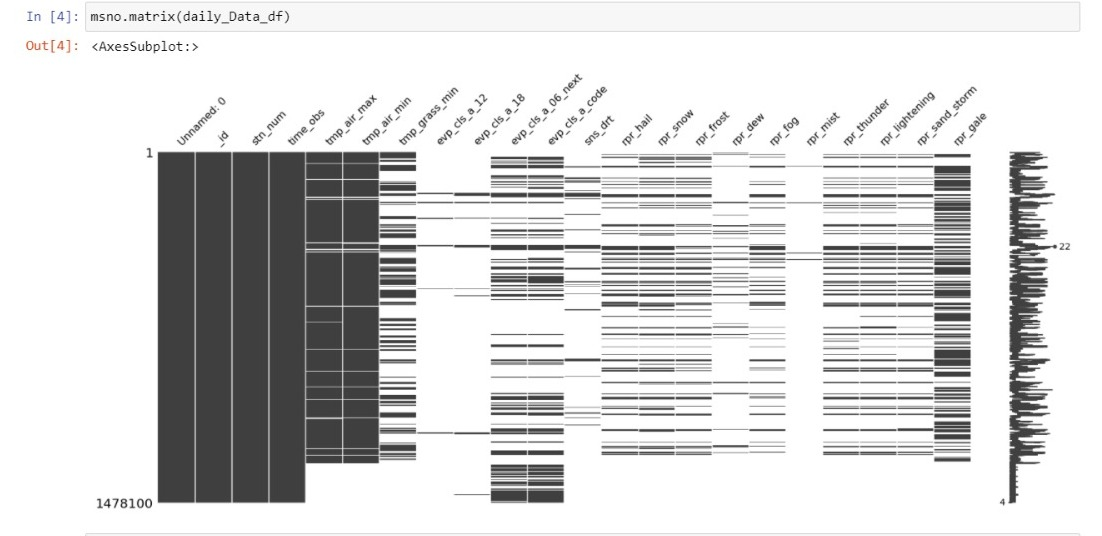 In [4]: msno.matrix(daily_Data_df)
Out[4]: <AxesSubplot:>
Unnamed: 0
_id
stn_num
time_obs
tmp_air_max
tmp_air_min
tmp_grass_min
evp_cls_a_12
evp_cls_a_18
evp_cls_a_06_next
evp_cls_a_code
sns_drt
rpr_hail
rpr_snow
rpr_frost
rpr_dew
rpr_fog
rpr_mist
rpr_thunder
rpr_lightening
rpr_sand_storm
rpr_gale
1
22
1478100
4